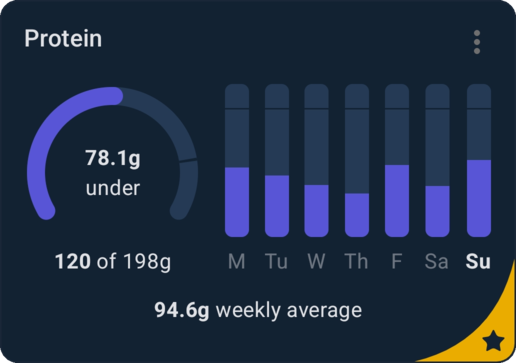 Protein
78.1g
under
120 of 198g
M Tu W Th F Sa Su
94.6g weekly average